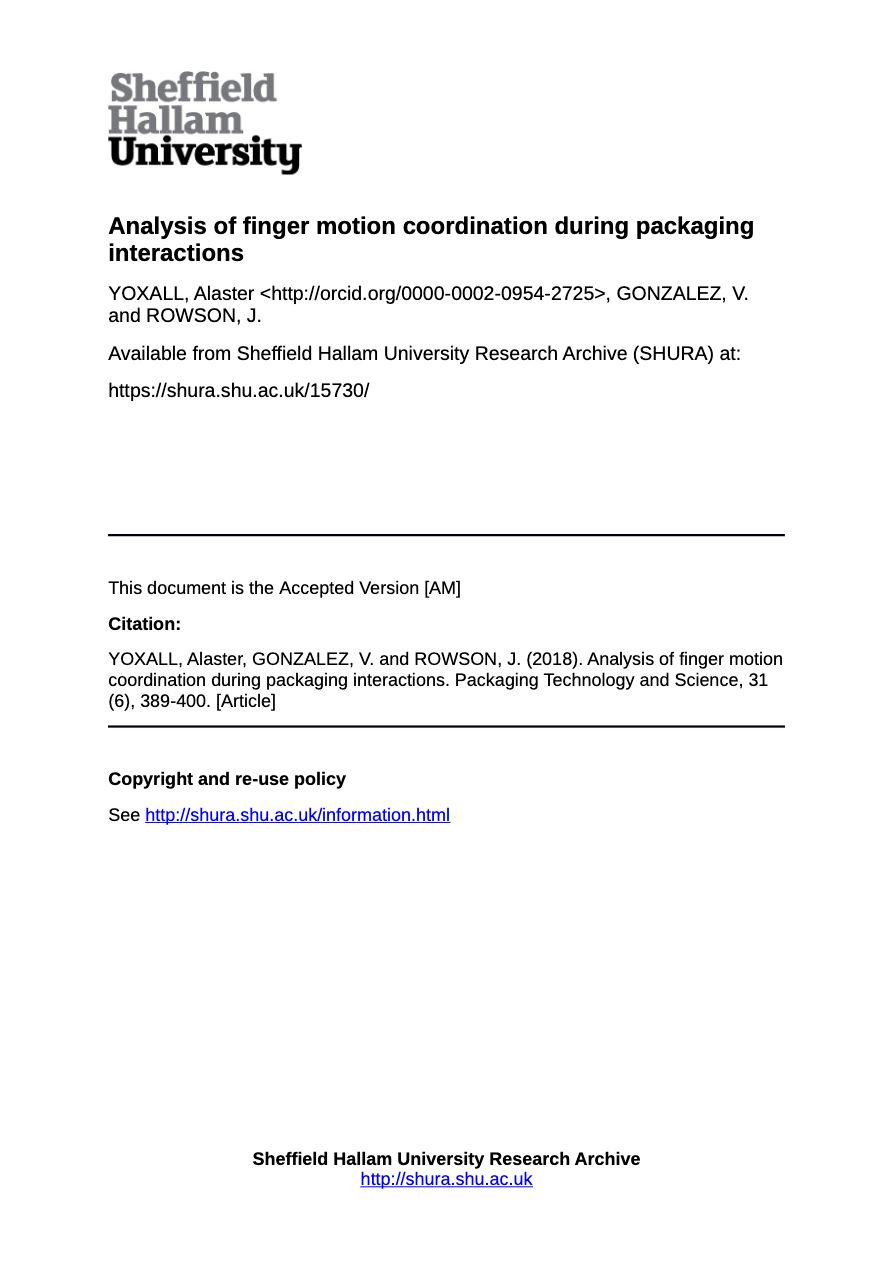 Sheffield
Hallam
University
Analysis of finger motion coordination during packaging
interactions
YOXALL, Alaster <http://orcid.org/0000-0002-0954-2725>, GONZALEZ, V.
and ROWSON, J.
Available from Sheffield Hallam University Research Archive (SHURA) at:
https://shura.shu.ac.uk/15730/
This document is the Accepted Version [AM]
Citation:
YOXALL, Alaster, GONZALEZ, V. and ROWSON, J. (2018). Analysis of finger motion
coordination during packaging interactions. Packaging Technology and Science, 31
(6), 389-400. [Article]
Copyright and re-use policy
See http://shura.shu.ac.uk/information.html
Sheffield Hallam University Research Archive
http://shura.shu.ac.uk